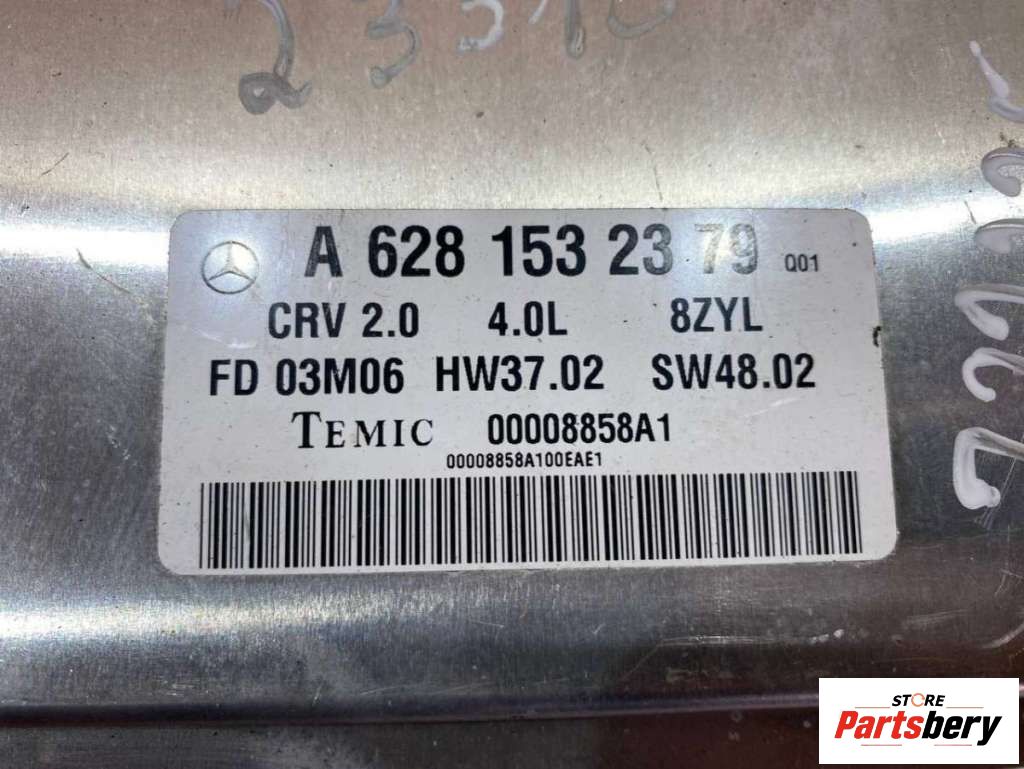 A 628 153 23 79 Q01
CRV 2.0 4.0L 8ZYL
FD 03M06 HW37.02 SW48.02
TEMIC 00008858A1
00008858A100EAE1
STORE
Partsbery